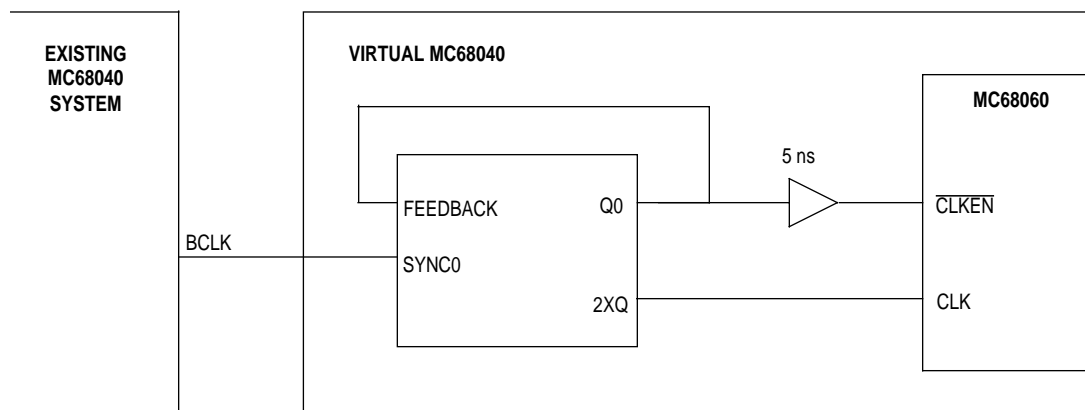 EXISTING
MC68040
SYSTEM
VIRTUAL MC68040
MC68060
5 ns
FEEDBACK
Q0
CLKEN
BCLK
SYNC0
2XQ
CLK